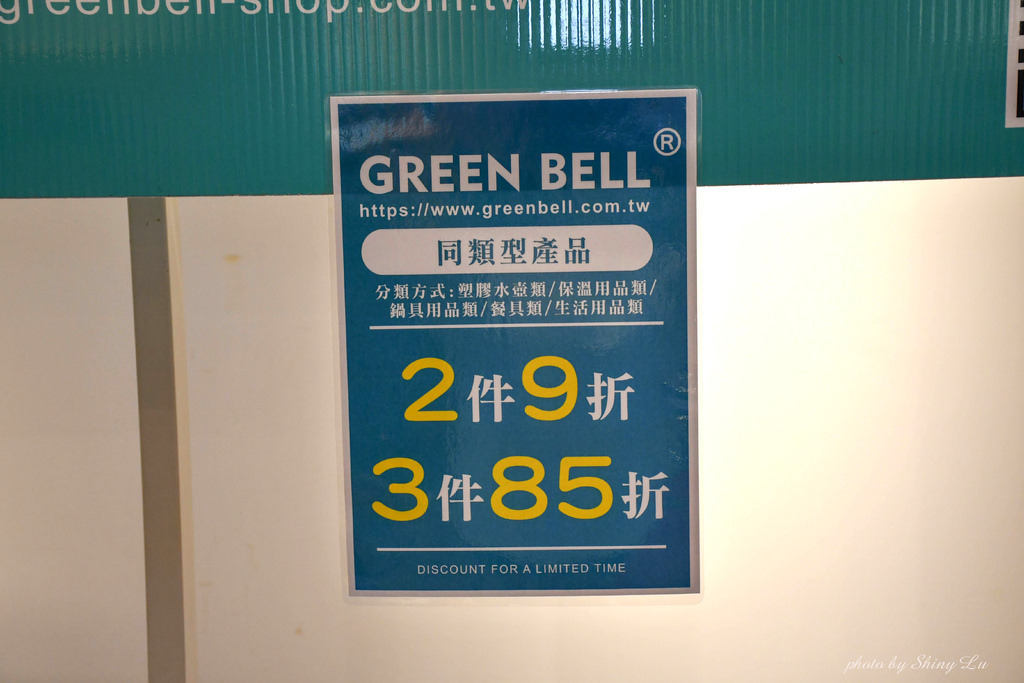 greenbell-shop.com.tw
GREEN BELL®
https://www.greenbell.com.tw
同類型產品
分類方式:塑膠水壺類/保溫用品類/
鍋具用品類/餐具類/生活用品類
2件9折
3件85折
DISCOUNT FOR A LIMITED TIME
photo by Shiny Lu